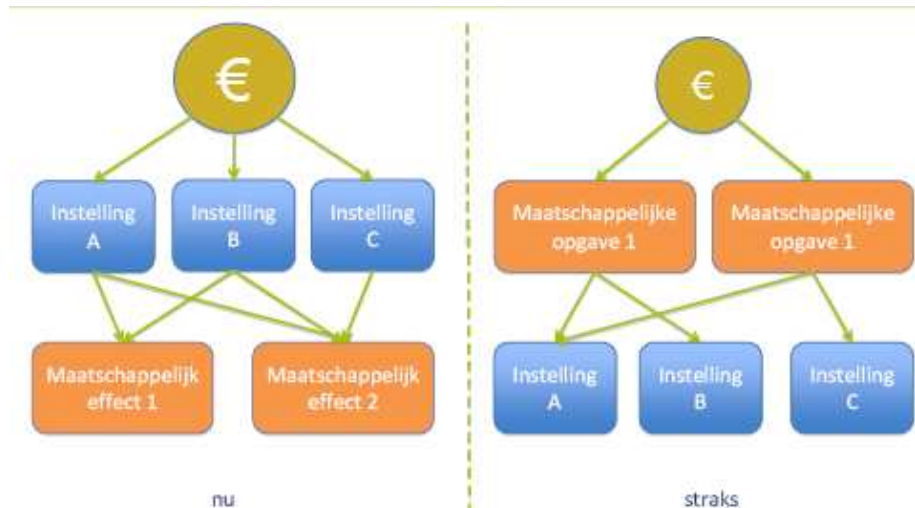 €
Instelling
A
Instelling
B
Instelling
C
Maatschappelijk
effect 1
Maatschappelijk
effect 2
nu
€
Maatschappelijke
opgave 1
Maatschappelijke
opgave 1
Instelling
A
Instelling
B
Instelling
C
straks